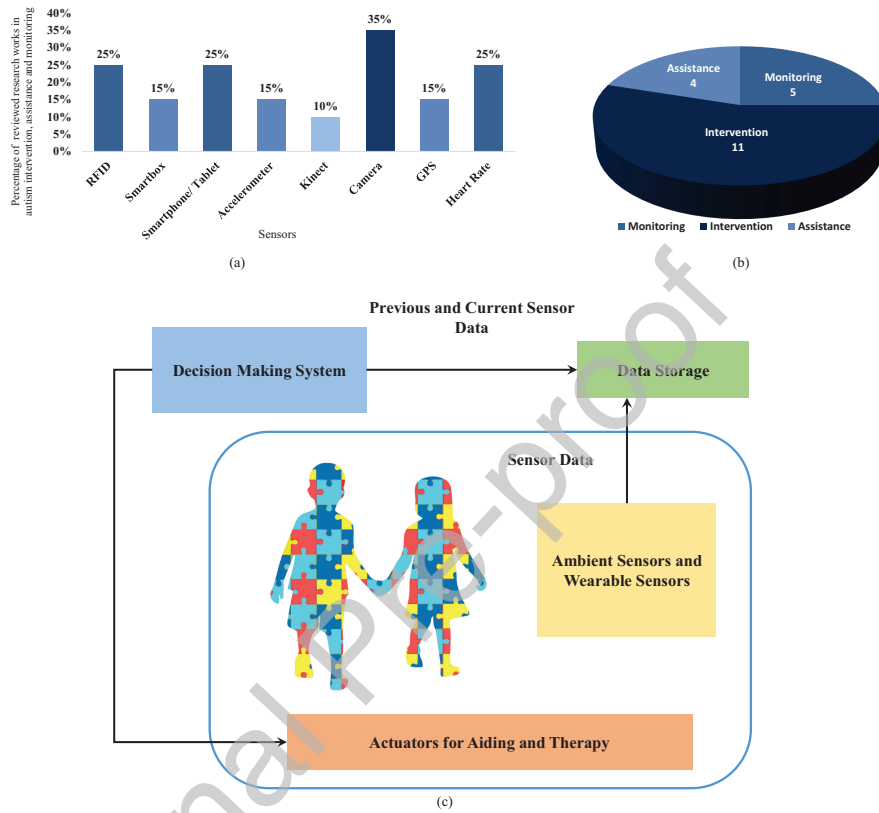 Percentage of reviewed research works in
autism intervention, assistance and monitoring
40%
35%
30%
25%
20%
15%
10%
5%
0%
25%
15%
25%
15%
10%
35%
15%
25%
RFID
Smartbox
Smartphone/ Tablet
Accelerometer
Kinect
Camera
GPS
Heart Rate
Sensors
(a)
Assistance
4
Monitoring
5
Intervention
11
Monitoring
Intervention
Assistance
(b)
Previous and Current Sensor
Data
Decision Making System
Data Storage
Sensor Data
Ambient Sensors and
Wearable Sensors
Actuators for Aiding and Therapy
(c)
nal Pre-proof